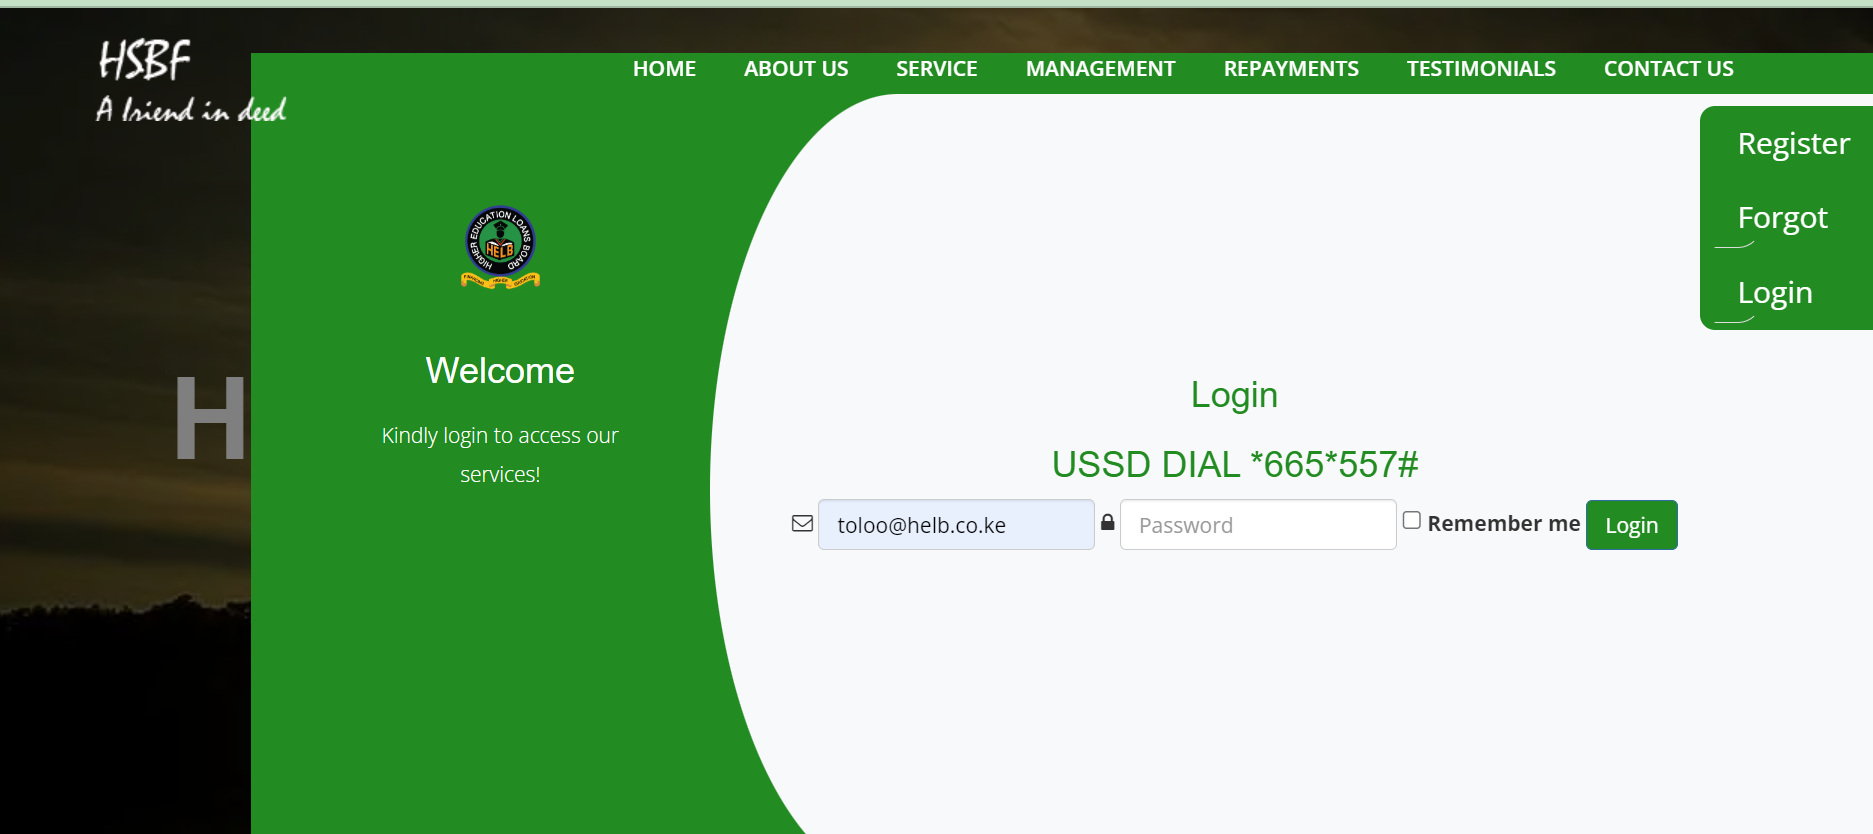 HSBF
A friend in deed
HOME ABOUT US SERVICE MANAGEMENT REPAYMENTS TESTIMONIALS CONTACT US
Register
Forgot
Login
HIGHER EDUCATION LOANS BOARD
HELB
H
Welcome
Kindly login to access our
services!
Login
USSD DIAL *665*557#
toloo@helb.co.ke Password Remember me Login